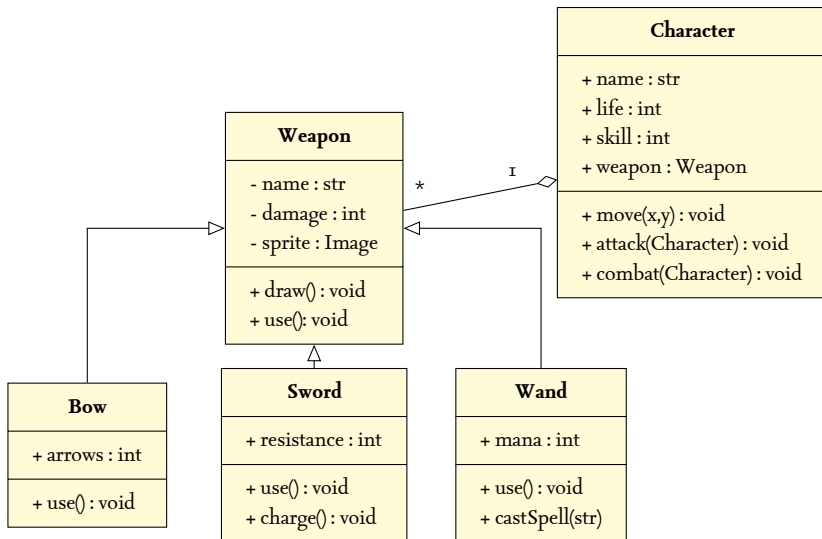 Character
+ name : str
+ life : int
+ skill : int
+ weapon : Weapon
+ move(x,y) : void
+ attack(Character) : void
+ combat(Character) : void
Weapon
- name : str
- damage : int
- sprite : Image
+ draw() : void
+ use(): void
*
1
Bow
+ arrows : int
+ use() : void
Sword
+ resistance : int
+ use() : void
+ charge() : void
Wand
+ mana : int
+ use() : void
+ castSpell(str)